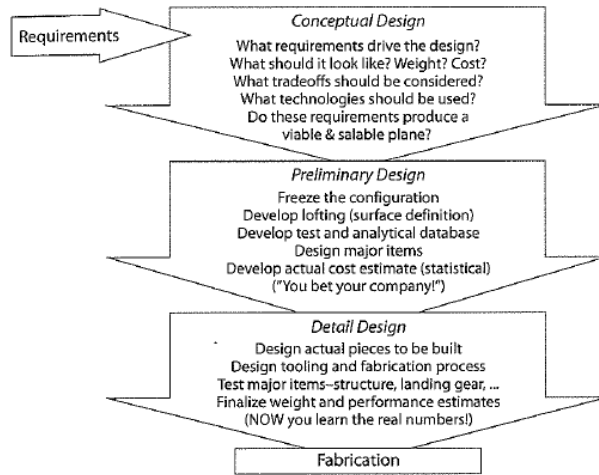 Requirements
Conceptual Design
What requirements drive the design?
What should it look like? Weight? Cost?
What tradeoffs should be considered?
What technologies should be used?
Do these requirements produce a
viable & salable plane?
Preliminary Design
Freeze the configuration
Develop lofting (surface definition)
Develop test and analytical database
Design major items
Develop actual cost estimate (statistical)
("You bet your company!")
Detail Design
Design actual pieces to be built
Design tooling and fabrication process
Test major items--structure, landing gear, ...
Finalize weight and performance estimates
(NOW you learn the real numbers!)
Fabrication